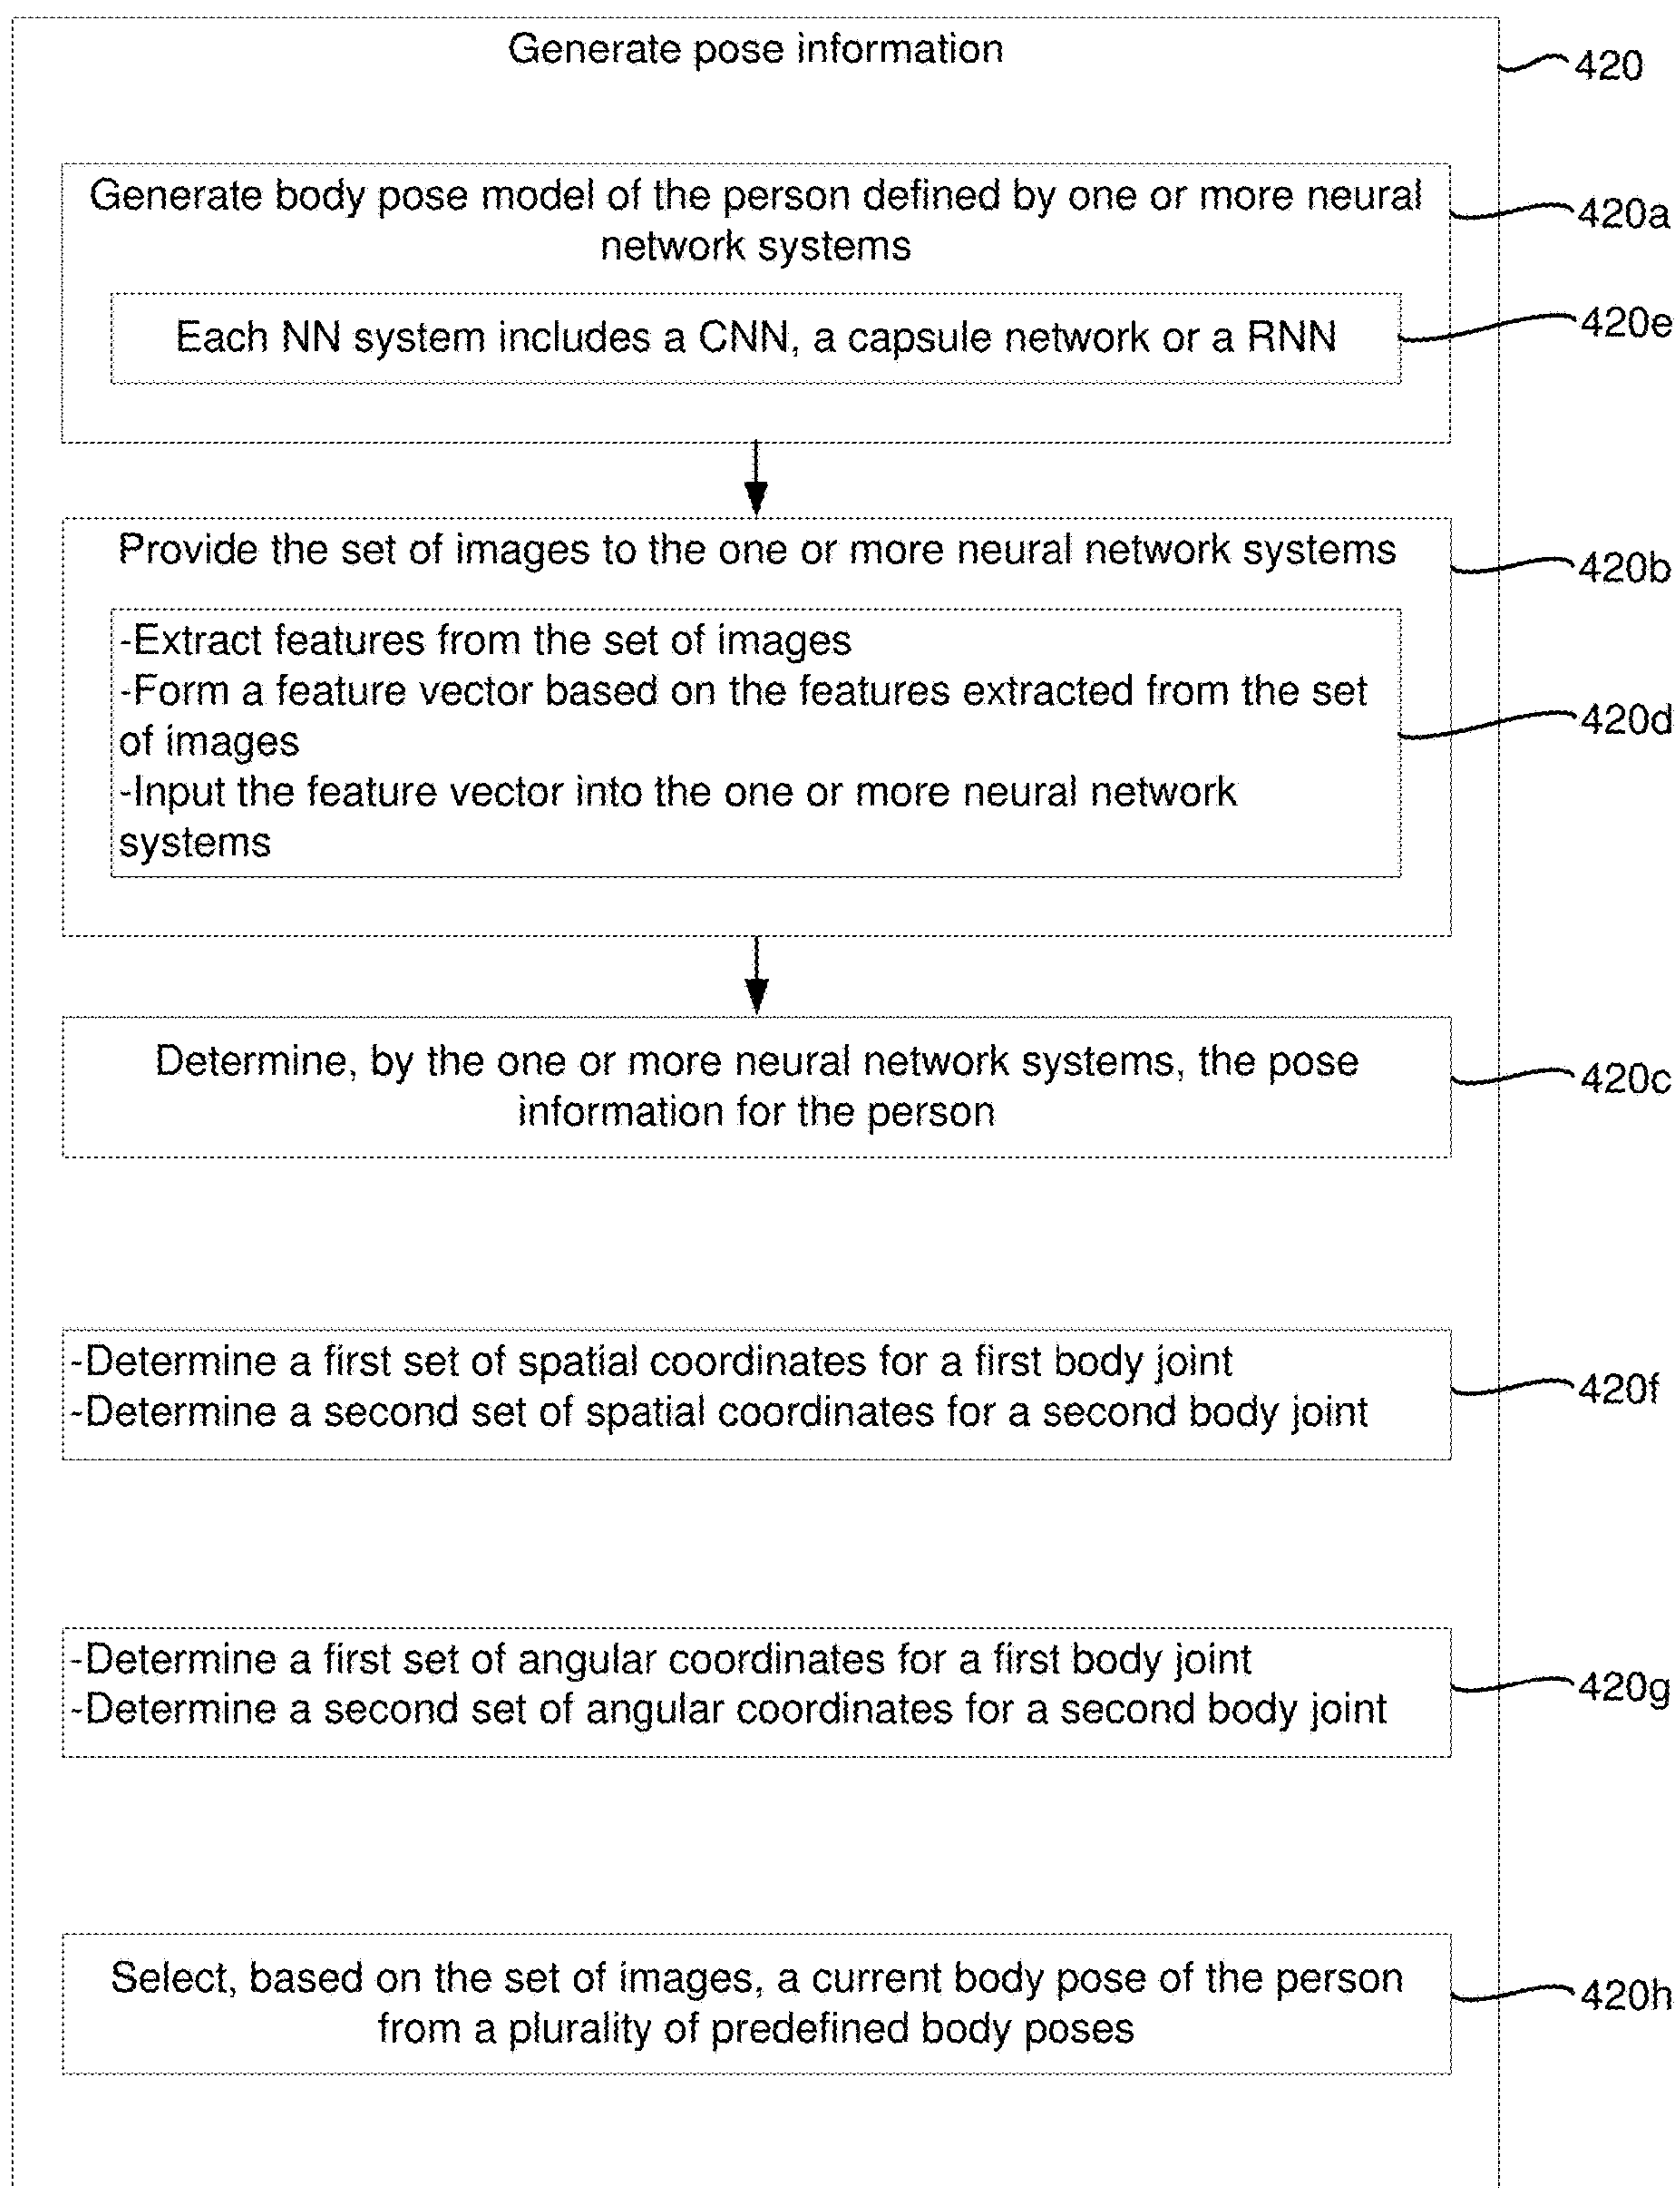 Generate pose information
420
Generate body pose model of the person defined by one or more neural
network systems
420a
Each NN system includes a CNN, a capsule network or a RNN
420e
Provide the set of images to the one or more neural network systems
420b
-Extract features from the set of images
-Form a feature vector based on the features extracted from the set
of images
-Input the feature vector into the one or more neural network
systems
420d
Determine, by the one or more neural network systems, the pose
information for the person
420c
-Determine a first set of spatial coordinates for a first body joint
-Determine a second set of spatial coordinates for a second body joint
420f
-Determine a first set of angular coordinates for a first body joint
-Determine a second set of angular coordinates for a second body joint
420g
Select, based on the set of images, a current body pose of the person
from a plurality of predefined body poses
420h